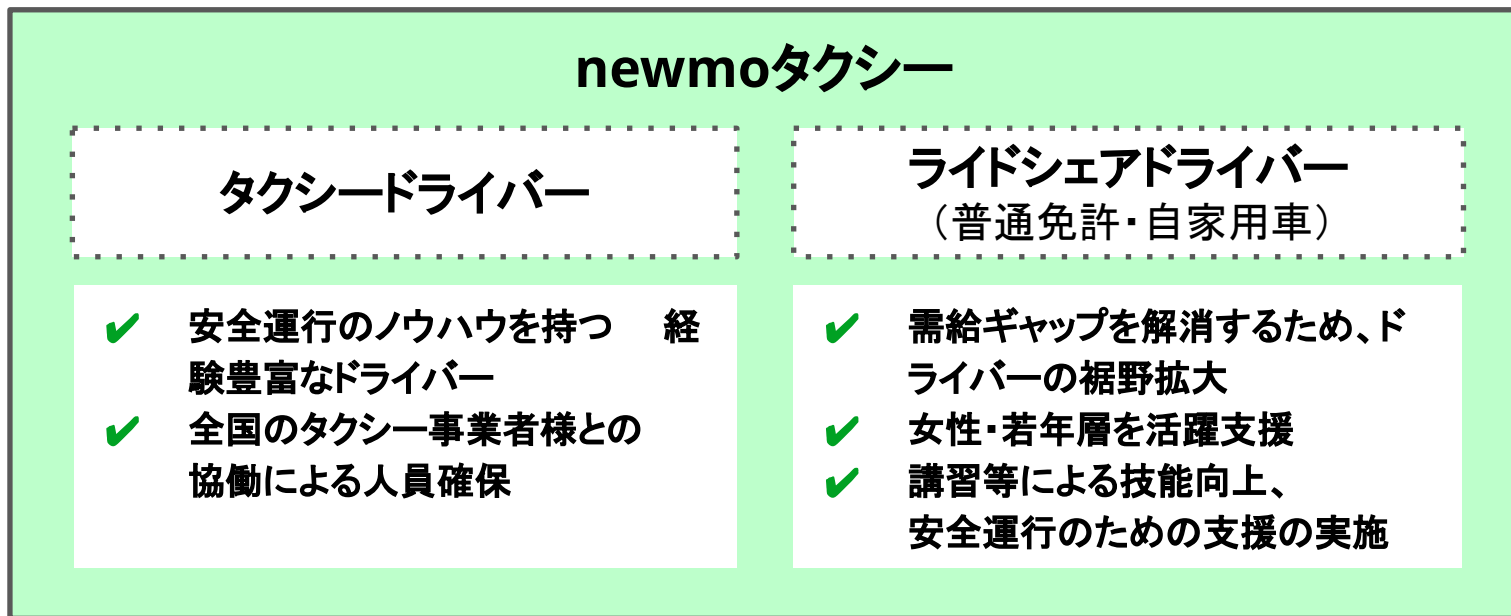 newmoタクシー
タクシードライバー
✔ 安全運行のノウハウを持つ　経
験豊富なドライバー
✔ 全国のタクシー事業者様との
協働による人員確保
ライドシェアドライバー
（普通免許・自家用車）
✔ 需給ギャップを解消するため、ド
ライバーの裾野拡大
✔ 女性・若年層を活躍支援
✔ 講習等による技能向上、
安全運行のための支援の実施